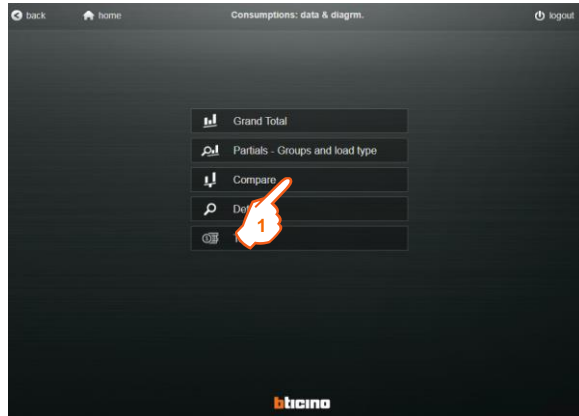 back
home
Consumptions: data & diagrm.
logout
Grand Total
Partials - Groups and load type
Compare
1
bticino